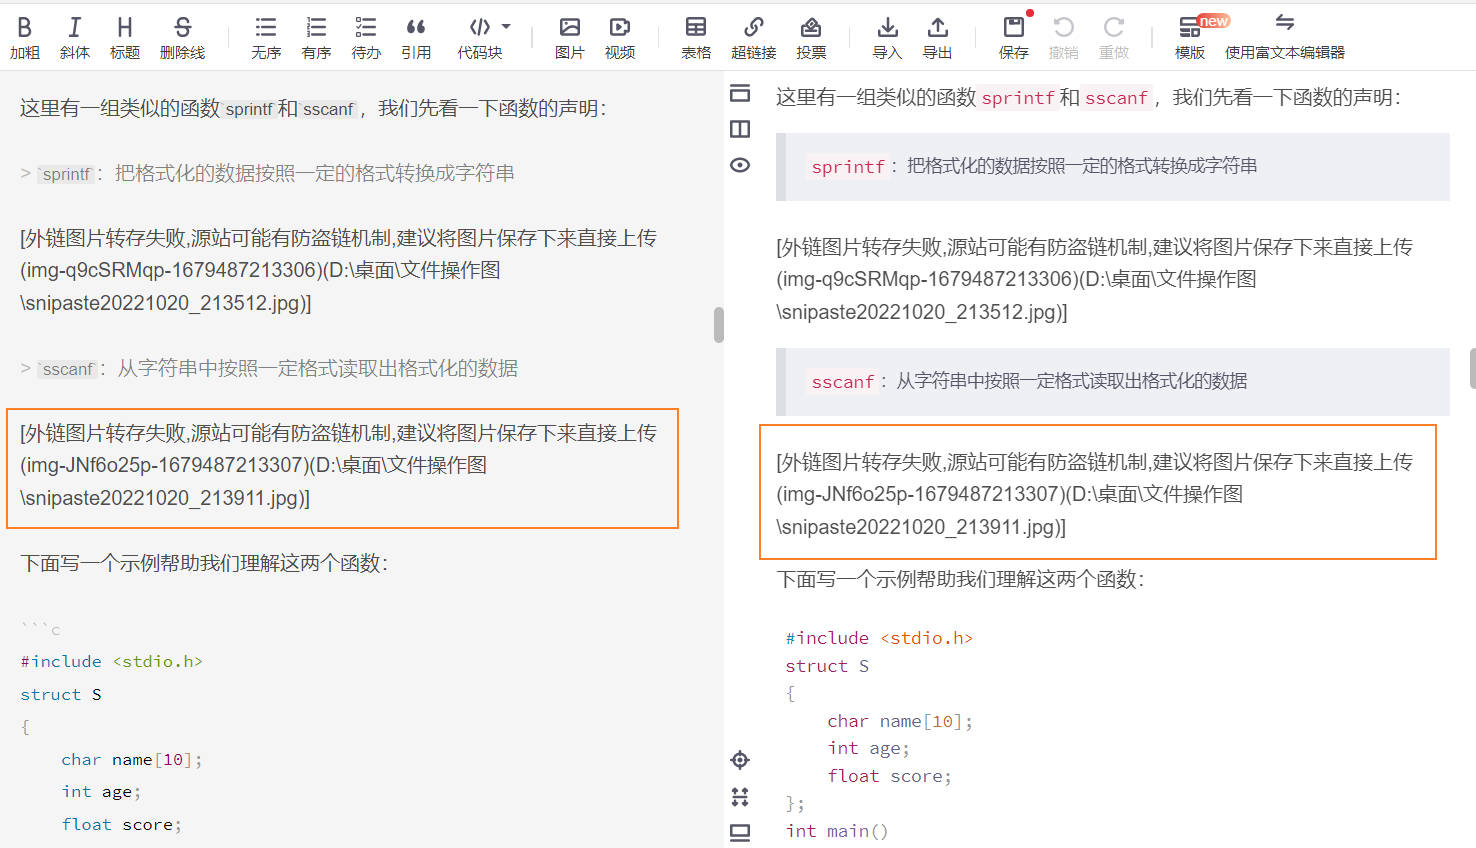 B I H S new
加粗 斜体 标题 删除线 无序 有序 待办 引用 代码块 图片 视频 表格 超链接 投票 导入 导出 保存 撤销 重做 模版 使用富文本编辑器
这里有一组类似的函数`sprintf`和`sscanf`，我们先看一下函数的声明：
> `sprintf`：把格式化的数据按照一定的格式转换成字符串
[外链图片转存失败,源站可能有防盗链机制,建议将图片保存下来直接上传
(img-q9cSRMqp-1679487213306)(D:\桌面\文件操作图
\snipaste20221020_213512.jpg)]
> `sscanf`：从字符串中按照一定格式读取出格式化的数据
[外链图片转存失败,源站可能有防盗链机制,建议将图片保存下来直接上传
(img-JNf6o25p-1679487213307)(D:\桌面\文件操作图
\snipaste20221020_213911.jpg)]
下面写一个示例帮助我们理解这两个函数：
```c
#include <stdio.h>
struct S
{
char name[10];
int age;
float score;
这里有一组类似的函数sprintf和sscanf，我们先看一下函数的声明：
sprintf：把格式化的数据按照一定的格式转换成字符串
[外链图片转存失败,源站可能有防盗链机制,建议将图片保存下来直接上传
(img-q9cSRMqp-1679487213306)(D:\桌面\文件操作图
\snipaste20221020_213512.jpg)]
sscanf：从字符串中按照一定格式读取出格式化的数据
[外链图片转存失败,源站可能有防盗链机制,建议将图片保存下来直接上传
(img-JNf6o25p-1679487213307)(D:\桌面\文件操作图
\snipaste20221020_213911.jpg)]
下面写一个示例帮助我们理解这两个函数：
#include <stdio.h>
struct S
{
char name[10];
int age;
float score;
};
int main()